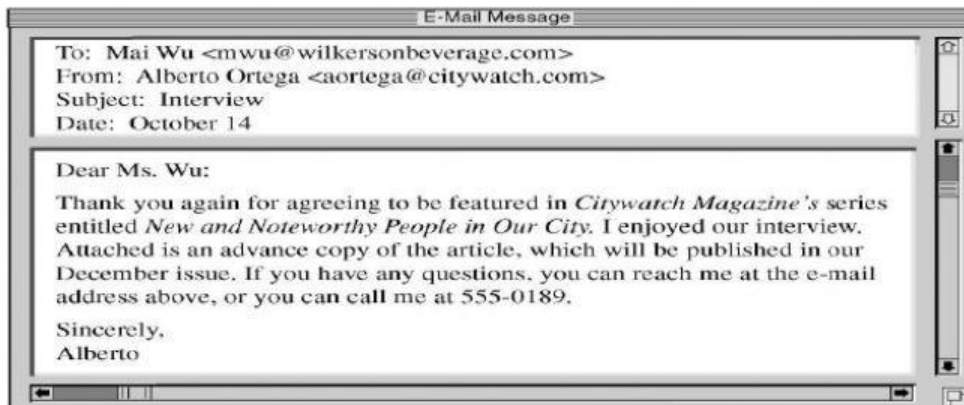 E-Mail Message
To: Mai Wu <mwu@wilkersonbeverage.com>
From: Alberto Ortega <aortega@citywatch.com>
Subject: Interview
Date: October 14
Dear Ms. Wu:
Thank you again for agreeing to be featured in Citywatch Magazine's series
entitled New and Noteworthy People in Our City. I enjoyed our interview.
Attached is an advance copy of the article, which will be published in our
December issue. If you have any questions, you can reach me at the e-mail
address above, or you can call me at 555-0189.
Sincerely,
Alberto